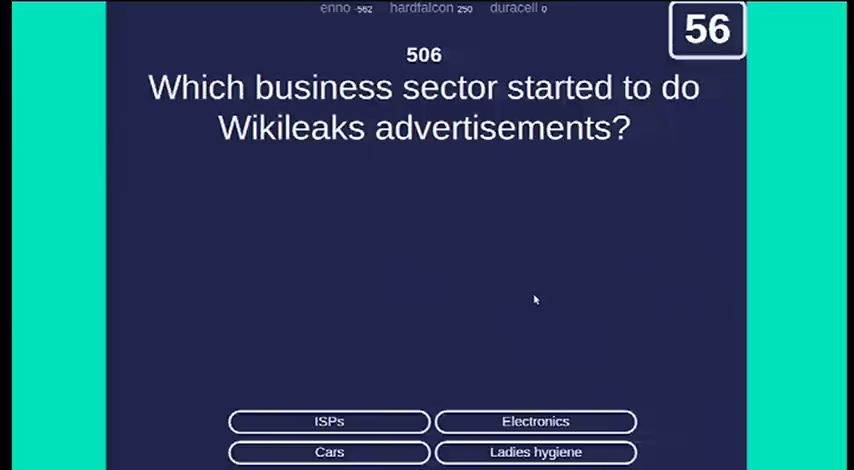 enno -562 hardfalcon 250 duracell 0
56
506
Which business sector started to do
Wikileaks advertisements?
ISPs
Electronics
Cars
Ladies hygiene